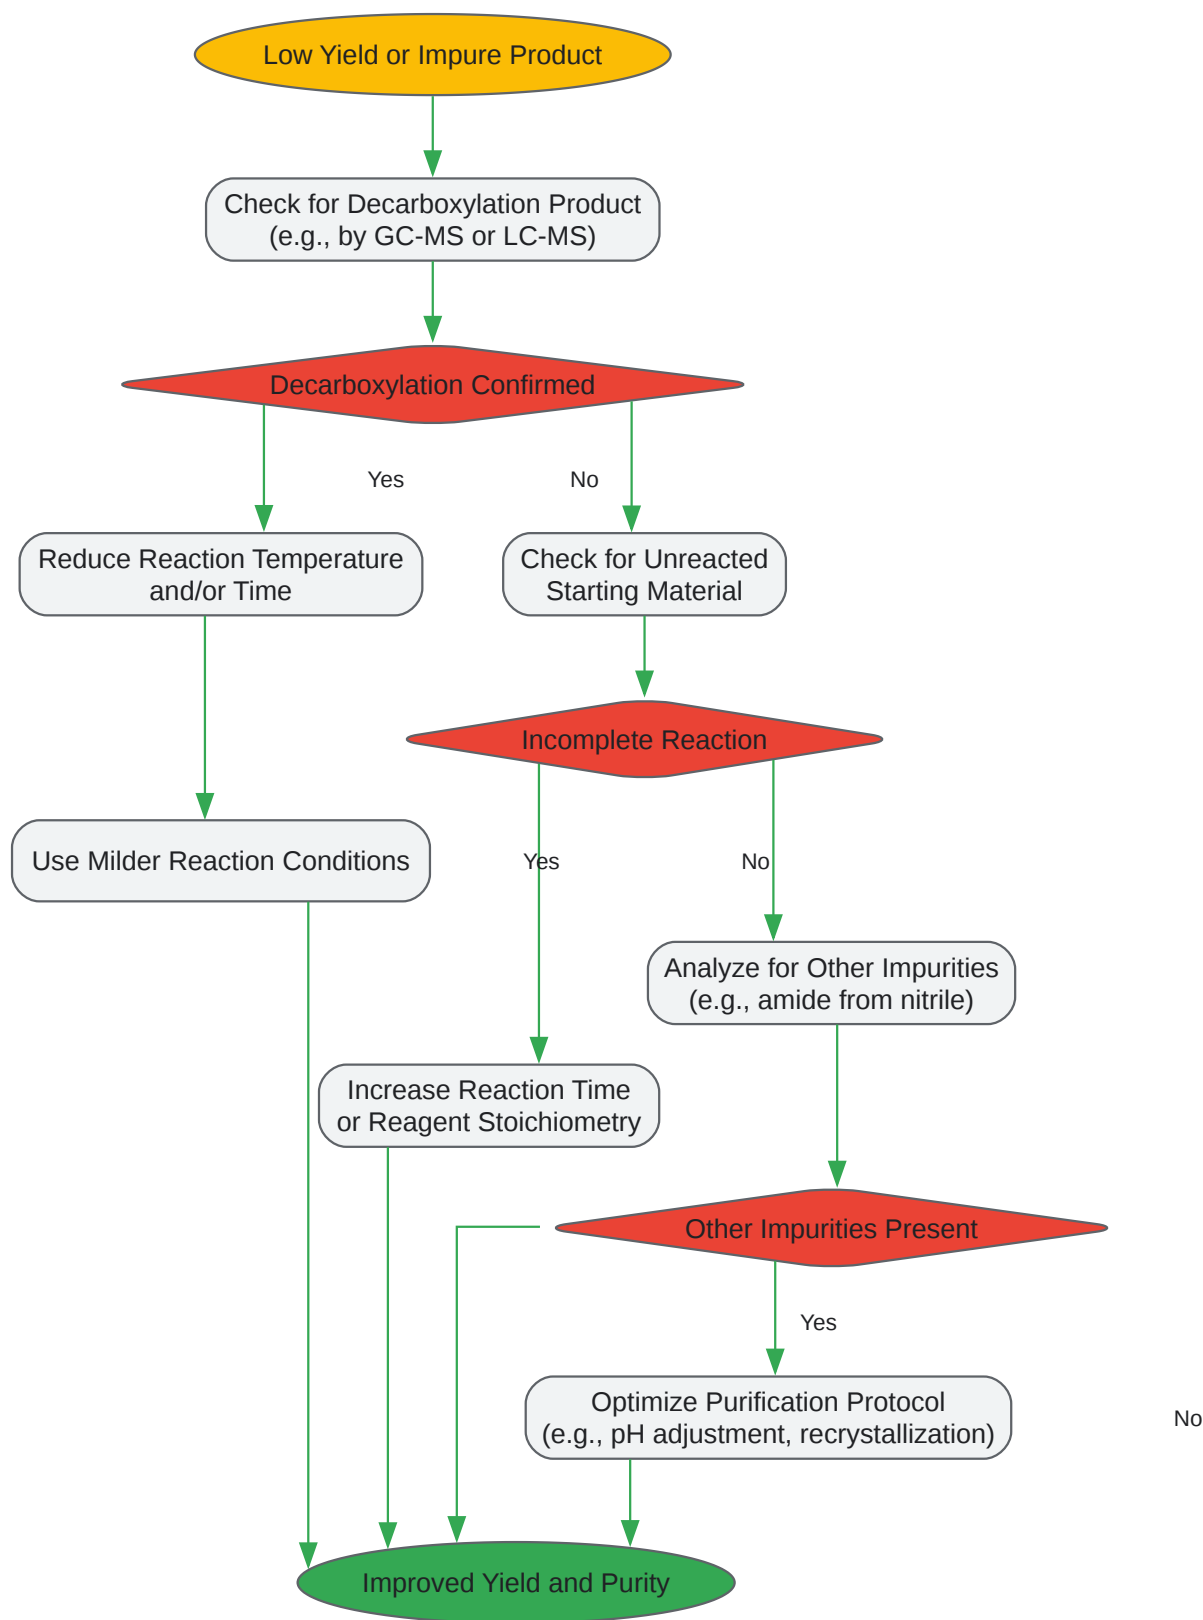 Low Yield or Impure Product
Check for Decarboxylation Product
(e.g., by GC-MS or LC-MS)
Decarboxylation Confirmed
Yes
No
Reduce Reaction Temperature
and/or Time
Check for Unreacted
Starting Material
Incomplete Reaction
Use Milder Reaction Conditions
Yes
No
Analyze for Other Impurities
(e.g., amide from nitrile)
Increase Reaction Time
or Reagent Stoichiometry
Other Impurities Present
Yes
Optimize Purification Protocol
(e.g., pH adjustment, recrystallization)
No
Improved Yield and Purity